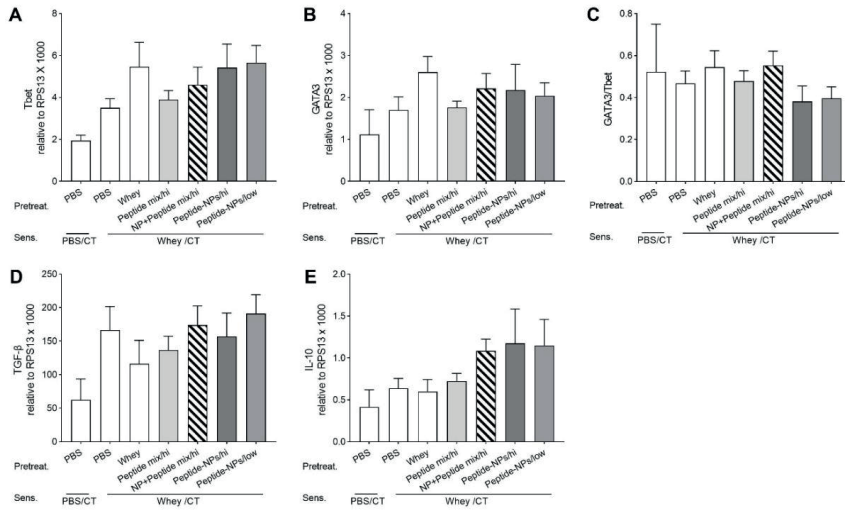 A
Tbet
relative to RPS13 X 1000
8
6
4
2
0
Pretreat.
PBS
PBS
Whey
Peptide mix/hi
NP+Peptide mix/hi
Peptide-NPs/hi
Peptide-NPs/low
Sens.
PBS/CT
Whey /CT
B
GATA3
relative to RPS13 x 1000
4
3
2
1
0
Pretreat.
PBS
PBS
Whey
Peptide mix/hi
NP+Peptide mix/hi
Peptide-NPs/hi
Peptide-NPs/low
Sens.
PBS/CT
Whey /CT
C
GATA3/Tbet
0.8
0.6
0.4
0.2
0.0
Pretreat.
PBS
PBS
Whey
Peptide mix/hi
NP+Peptide mix/hi
Peptide-NPs/hi
Peptide-NPs/low
Sens.
PBS/CT
Whey /CT
D
TGF-β
relative to RPS13 x 1000
250
200
150
100
50
0
Pretreat.
PBS
PBS
Whey
Peptide mix/hi
NP+Peptide mix/hi
Peptide-NPs/hi
Peptide-NPs/low
Sens.
PBS/CT
Whey /CT
E
IL-10
relative to RPS13 x 1000
2.0
1.5
1.0
0.5
0.0
Pretreat.
PBS
PBS
Whey
Peptide mix/hi
NP+Peptide mix/hi
Peptide-NPs/hi
Peptide-NPs/low
Sens.
PBS/CT
Whey /CT